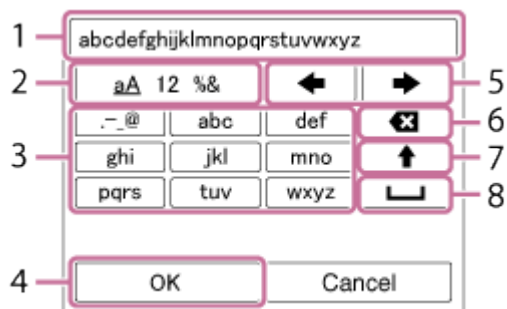 1 abcdefghijklmnopqrstuvwxyz
2 aA 12 %& 5
.-_@ abc def 6
3 ghi jkl mno 7
pqrs tuv wxyz 8
4 OK Cancel